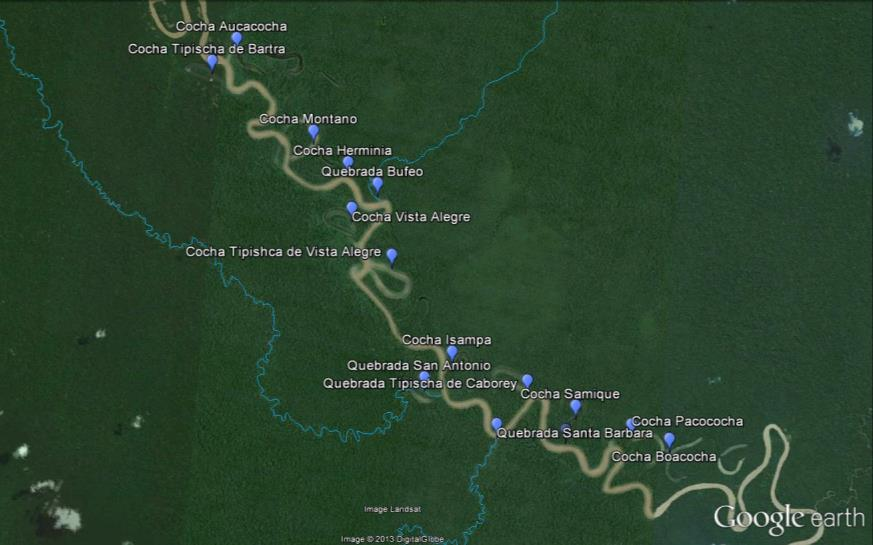 Cocha Aucacocha
Cocha Tipischa de Bartra
Cocha Montano
Cocha Herminia
Quebrada Bufeo
Cocha Vista Alegre
Cocha Tipishca de Vista Alegre
Cocha Isampa
Quebrada San Antonio
Quebrada Tipischa de Caborey
Cocha Samique
Cocha Pacococha
Quebrada Santa Barbara
Cocha Boacocha
Image Landsat
Google earth
Image © 2013 DigitalGlobe